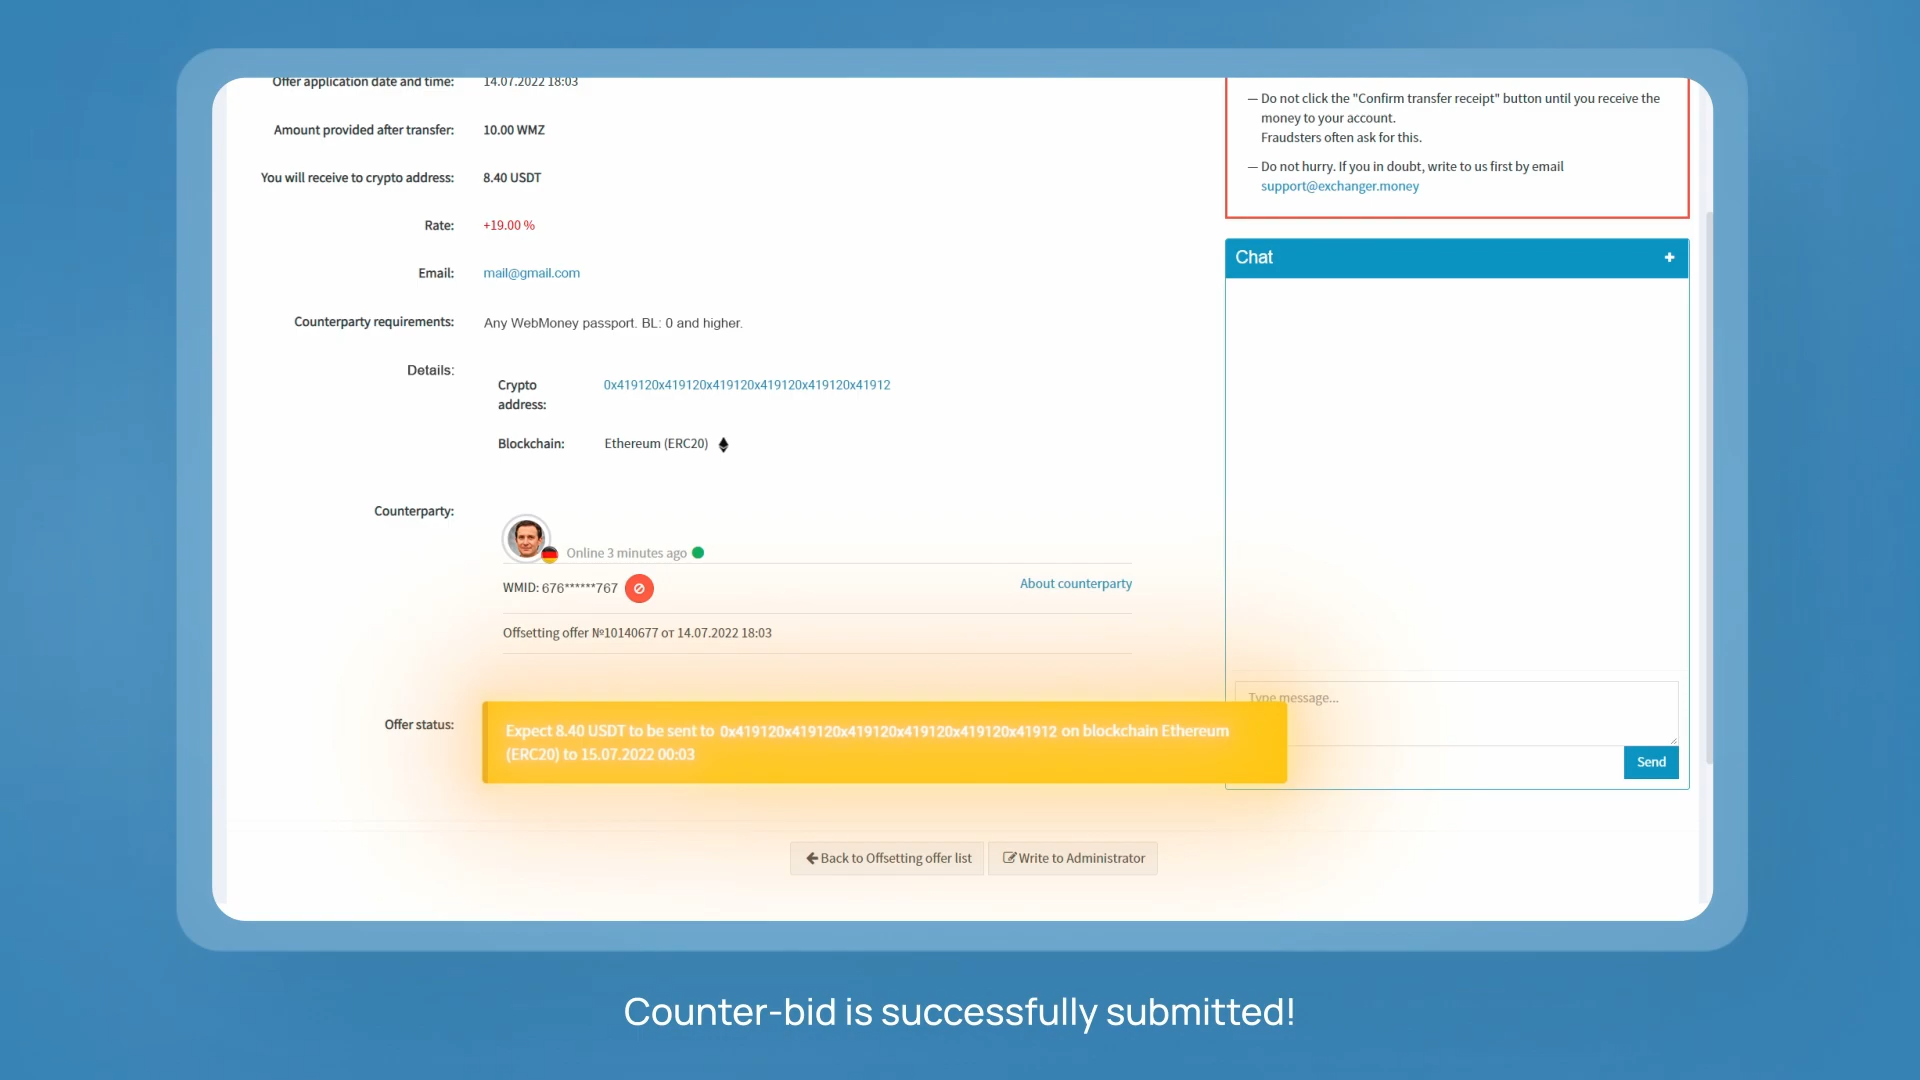 Offer application date and time: 14.07.2022 18:03
Amount provided after transfer: 10.00 WMZ
You will receive to crypto address: 8.40 USDT
Rate: +19.00 %
Email: mail@gmail.com
Counterparty requirements: Any WebMoney passport. BL: 0 and higher.
Details:
Crypto address: 0x419120x419120x419120x419120x419120x41912
Blockchain: Ethereum (ERC20)
Counterparty:
Online 3 minutes ago
WMID: 676******767
About counterparty
Offsetting offer №10140677 от 14.07.2022 18:03
Offer status:
Expect 8.40 USDT to be sent to 0x419120x419120x419120x419120x419120x41912 on blockchain Ethereum
(ERC20) to 15.07.2022 00:03
Back to Offsetting offer list
Write to Administrator
— Do not click the "Confirm transfer receipt" button until you receive the
money to your account.
Fraudsters often ask for this.
— Do not hurry. If you in doubt, write to us first by email
support@exchanger.money
Chat +
Type message...
Send
Counter-bid is successfully submitted!